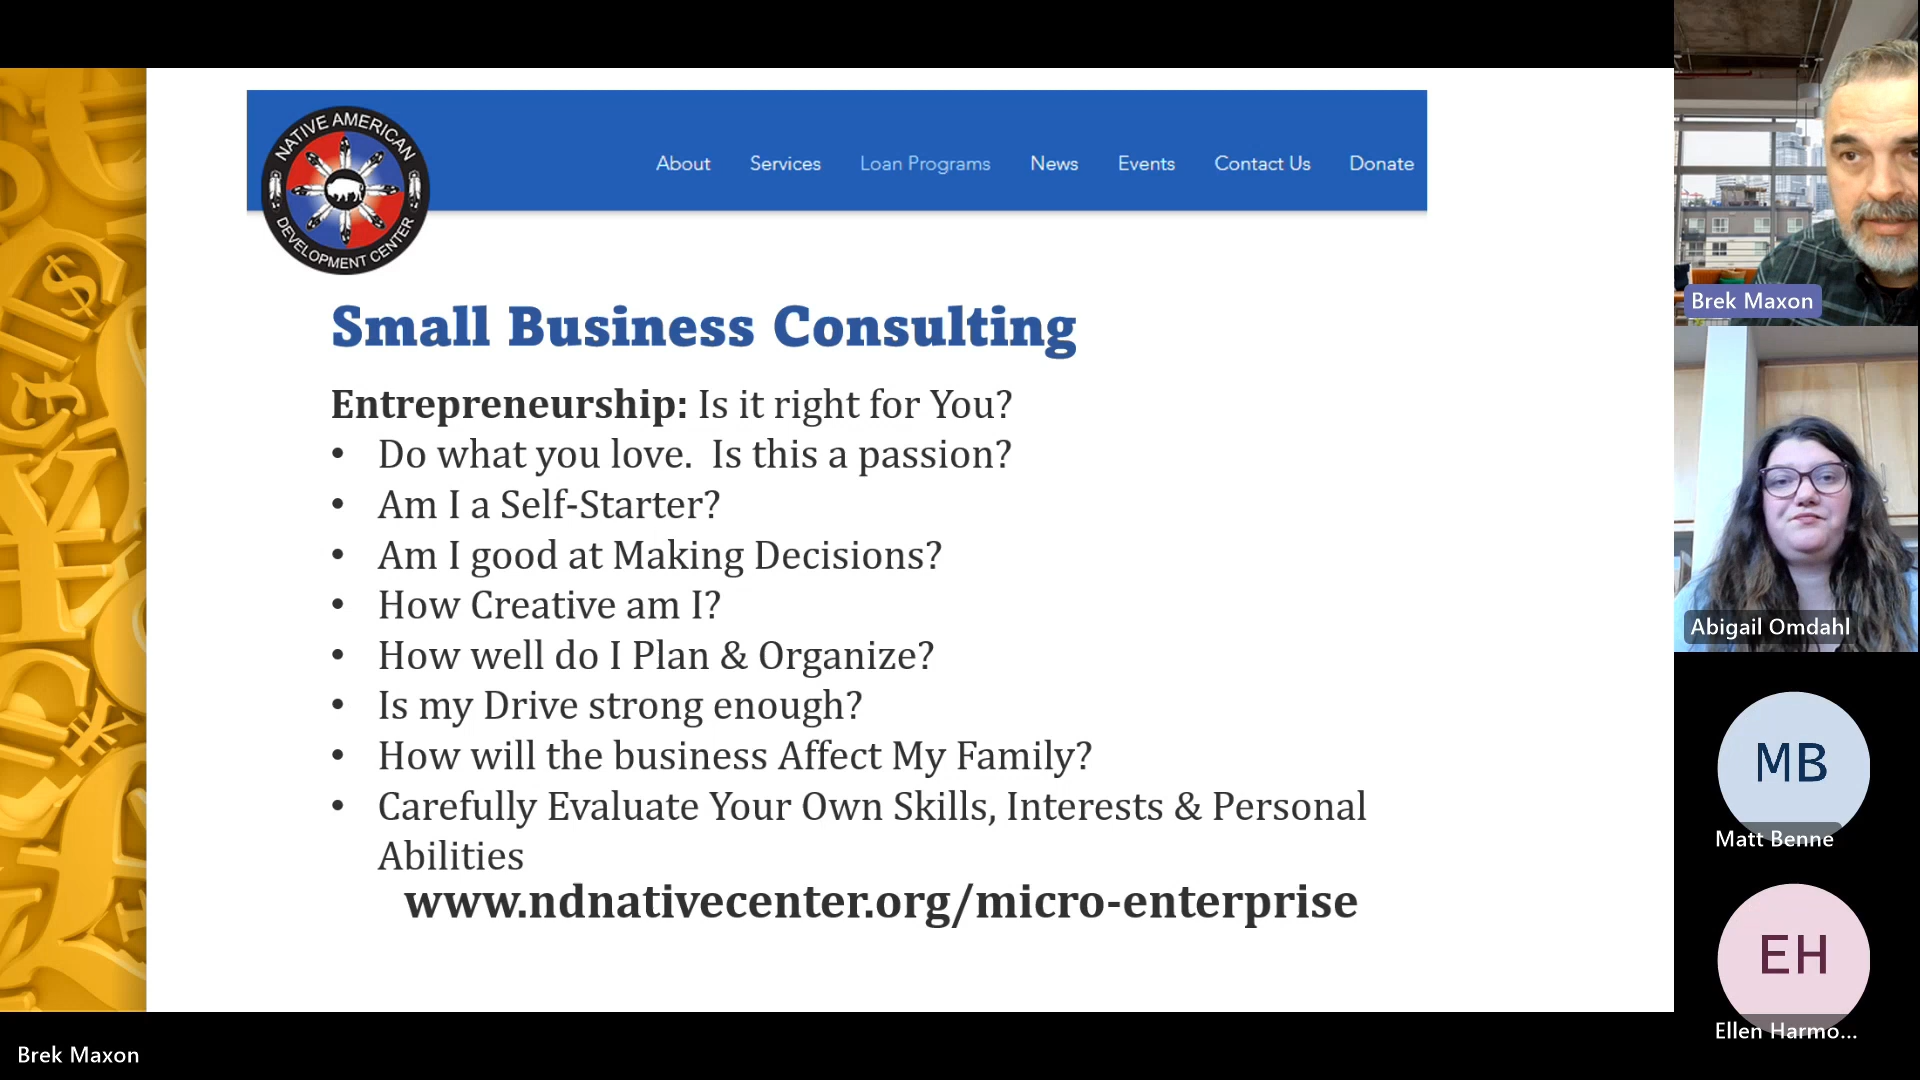 NATIVE AMERICAN
DEVELOPMENT CENTER
About Services Loan Programs News Events Contact Us Donate
Small Business Consulting
Entrepreneurship: Is it right for You?
• Do what you love. Is this a passion?
• Am I a Self-Starter?
• Am I good at Making Decisions?
• How Creative am I?
• How well do I Plan & Organize?
• Is my Drive strong enough?
• How will the business Affect My Family?
• Carefully Evaluate Your Own Skills, Interests & Personal
Abilities
www.ndnativecenter.org/micro-enterprise
Brek Maxon
Abigail Omdahl
MB
Matt Benne
EH
Ellen Harmo...
Brek Maxon